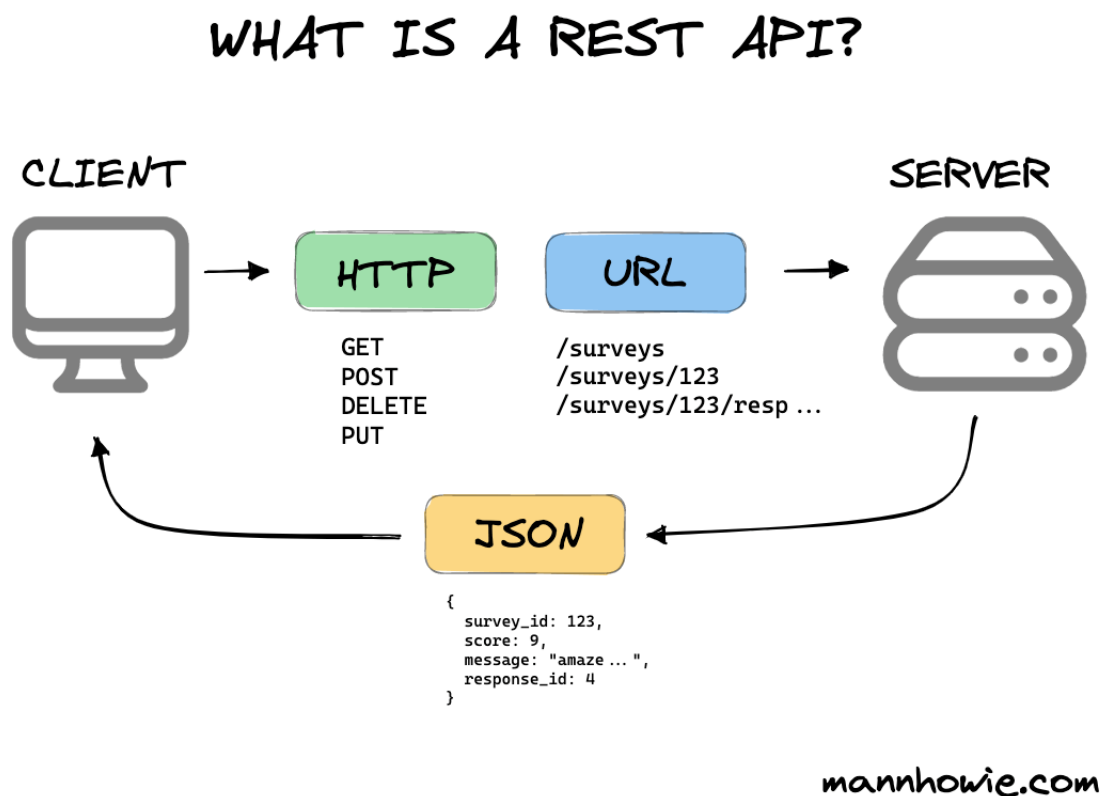 WHAT IS A REST API?
CLIENT
SERVER
HTTP
URL
GET
POST
DELETE
PUT
/surveys
/surveys/123
/surveys/123/resp...
JSON
{
survey_id: 123,
score: 9,
message: "amaze...",
response_id: 4
}
mannhowie.com